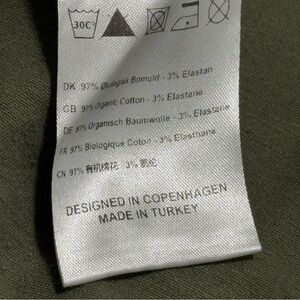 30C°
DK 97% Økologisk Bomuld - 3% Elastan
GB 97% Organic Cotton - 3% Elastane
DE 97% Organisch Baumwolle - 3% Elastane
FR 97% Biologique Coton - 3% Elasthane
CN 97% 有机棉花 3% 氨纶
DESIGNED IN COPENHAGEN
MADE IN TURKEY